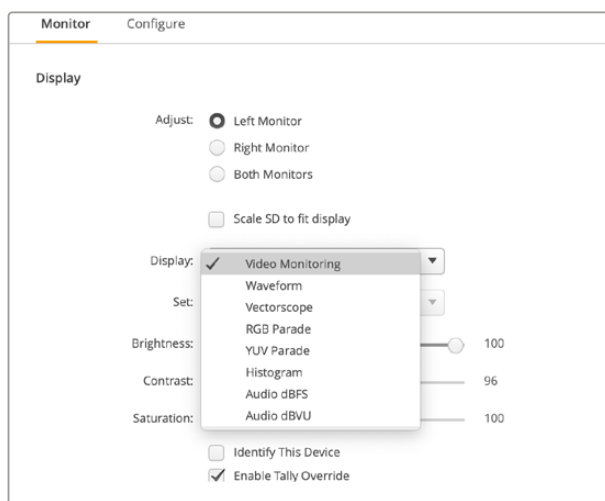 Monitor Configure
Display
Adjust: Left Monitor
Right Monitor
Both Monitors
Scale SD to fit display
Display: Video Monitoring
Waveform
Set: Vectorscope
RGB Parade
Brightness: YUV Parade 100
Histogram
Contrast: Audio dBFS 96
Saturation: Audio dBVU 100
Identify This Device
Enable Tally Override